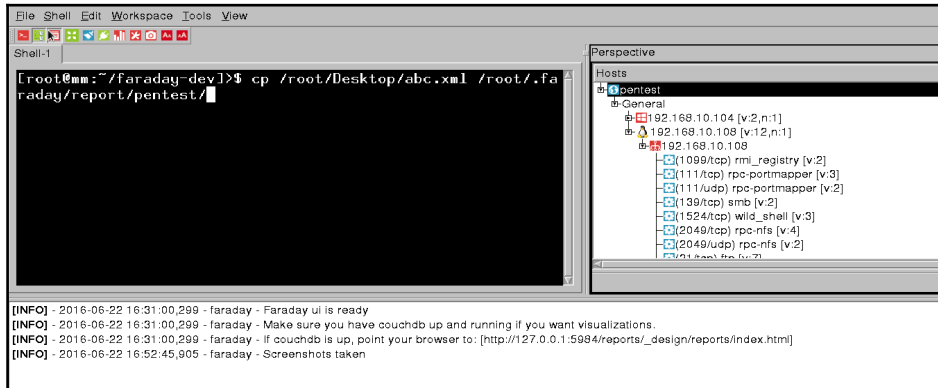 File Shell Edit Workspace Tools View
Shell-1
[root@mm:~/faraday-dev]>$ cp /root/Desktop/abc.xml /root/.fa
raday/report/pentest/
Perspective
Hosts
pentest
General
192.168.10.104 [v:2,n:1]
192.168.10.108 [v:12,n:1]
192.168.10.108
(1099/tcp) rmi_registry [v:2]
(111/tcp) rpc-portmapper [v:3]
(111/udp) rpc-portmapper [v:2]
(139/tcp) smb [v:2]
(1524/tcp) wild_shell [v:3]
(2049/tcp) rpc-nfs [v:4]
(2049/udp) rpc-nfs [v:2]
(21/tcp) ftp [v:7]
[INFO] - 2016-06-22 16:31:00,299 - faraday - Faraday ui is ready
[INFO] - 2016-06-22 16:31:00,299 - faraday - Make sure you have couchdb up and running if you want visualizations.
[INFO] - 2016-06-22 16:31:00,299 - faraday - If couchdb is up, point your browser to: [http://127.0.0.1:5984/reports/_design/reports/index.html]
[INFO] - 2016-06-22 16:52:45,905 - faraday - Screenshots taken